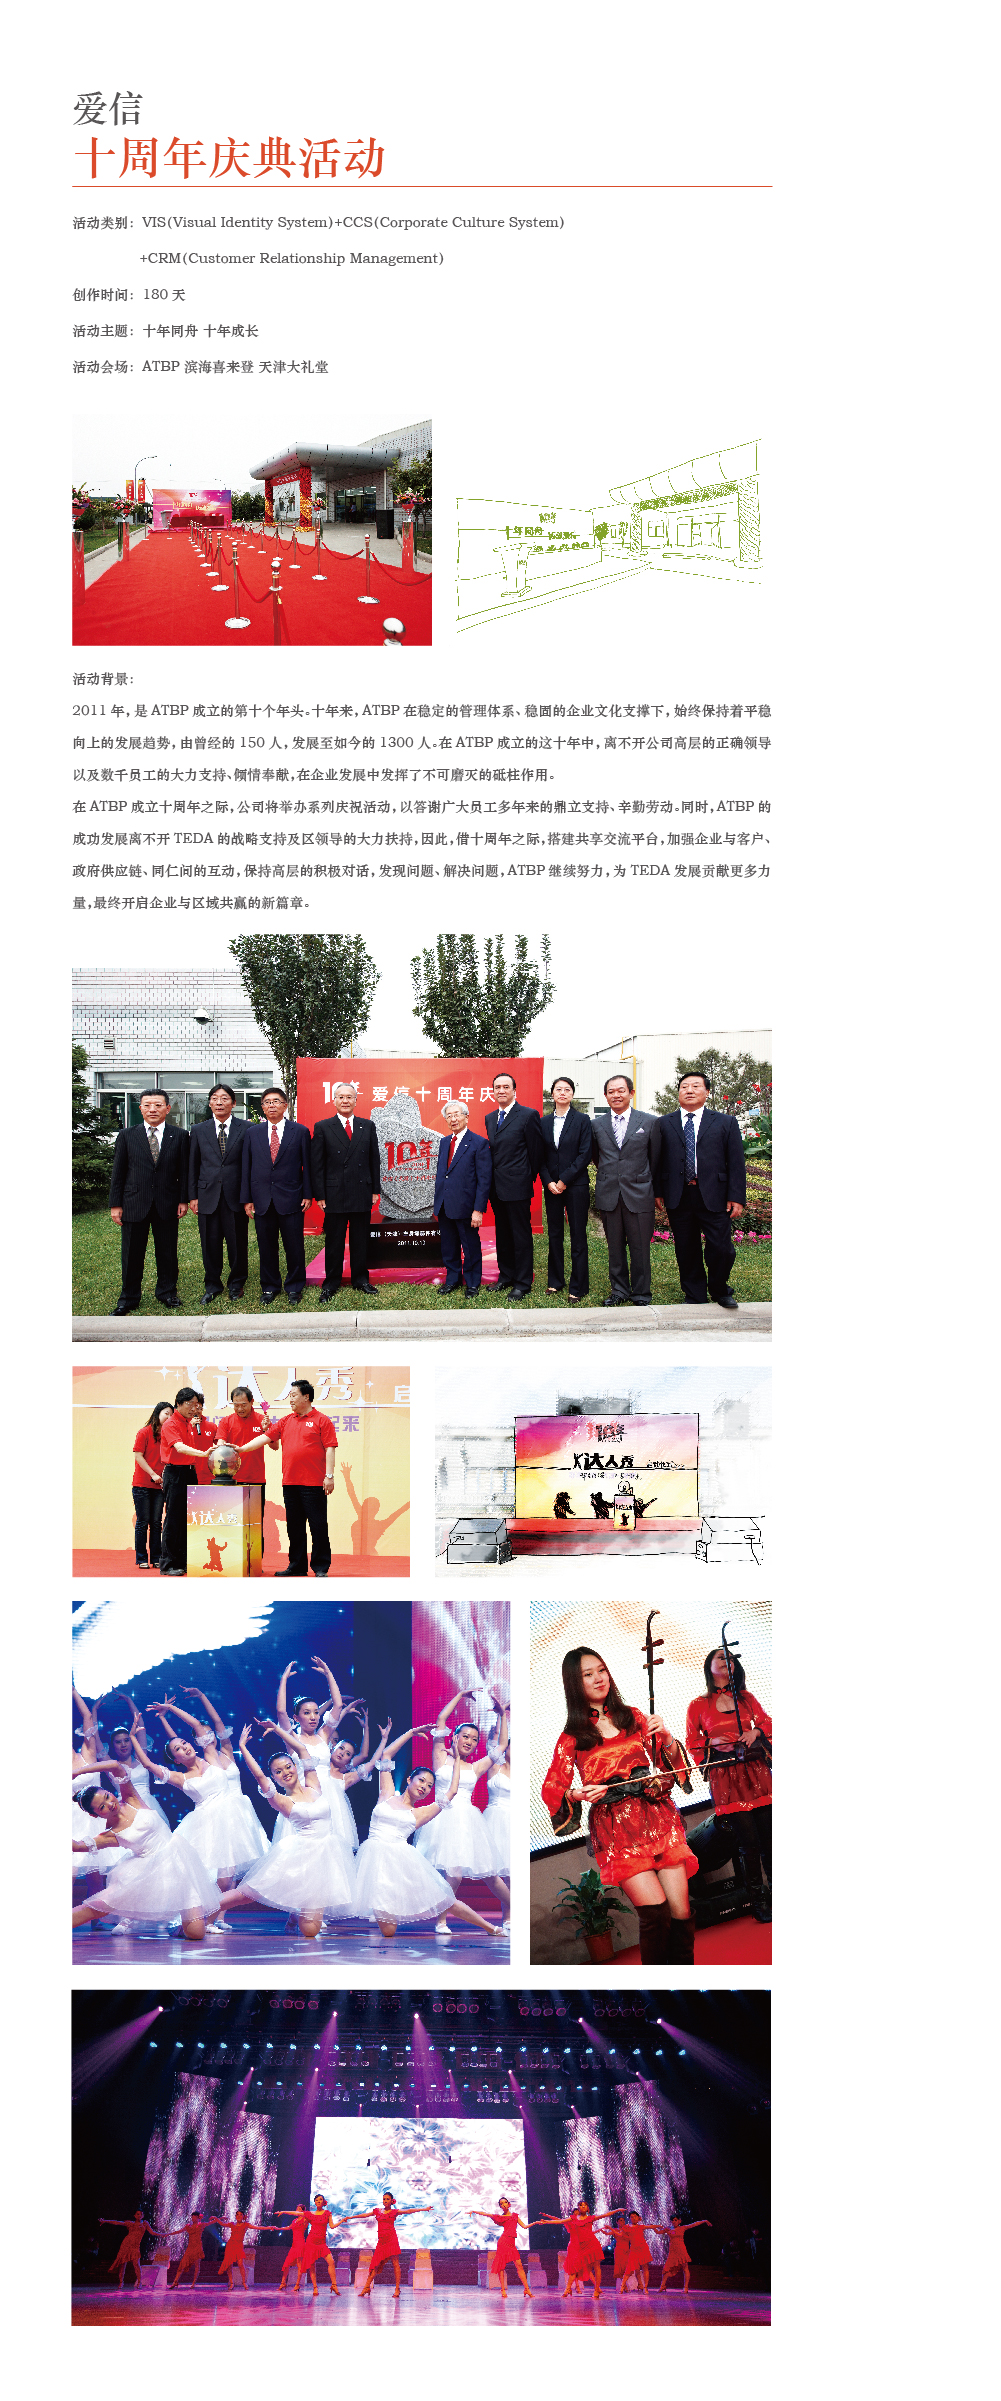 爱信
十周年庆典活动
活动类别：VIS(Visual Identity System)+CCS(Corporate Culture System)
+CRM(Customer Relationship Management)
创作时间：180 天
活动主题：十年同舟 十年成长
活动会场：ATBP 滨海喜来登 天津大礼堂
十年同舟
活动背景：
2011 年，是 ATBP 成立的第十个年头。十年来，ATBP 在稳定的管理体系、稳固的企业文化支撑下，始终保持着平稳
向上的发展趋势，由曾经的 150 人，发展至如今的 1300 人。在 ATBP 成立的这十年中，离不开公司高层的正确领导
以及数千员工的大力支持、倾情奉献，在企业发展中发挥了不可磨灭的砥柱作用。
在 ATBP 成立十周年之际，公司将举办系列庆祝活动，以答谢广大员工多年来的鼎立支持、辛勤劳动。同时，ATBP 的
成功发展离不开 TEDA 的战略支持及区领导的大力扶持，因此，借十周年之际，搭建共享交流平台，加强企业与客户、
政府供应链、同仁间的互动，保持高层的积极对话，发现问题、解决问题，ATBP 继续努力，为 TEDA 发展贡献更多力
量，最终开启企业与区域共赢的新篇章。
爱信十周年庆
10
2011.10.12
达人秀 启
起来
达人秀
达人秀